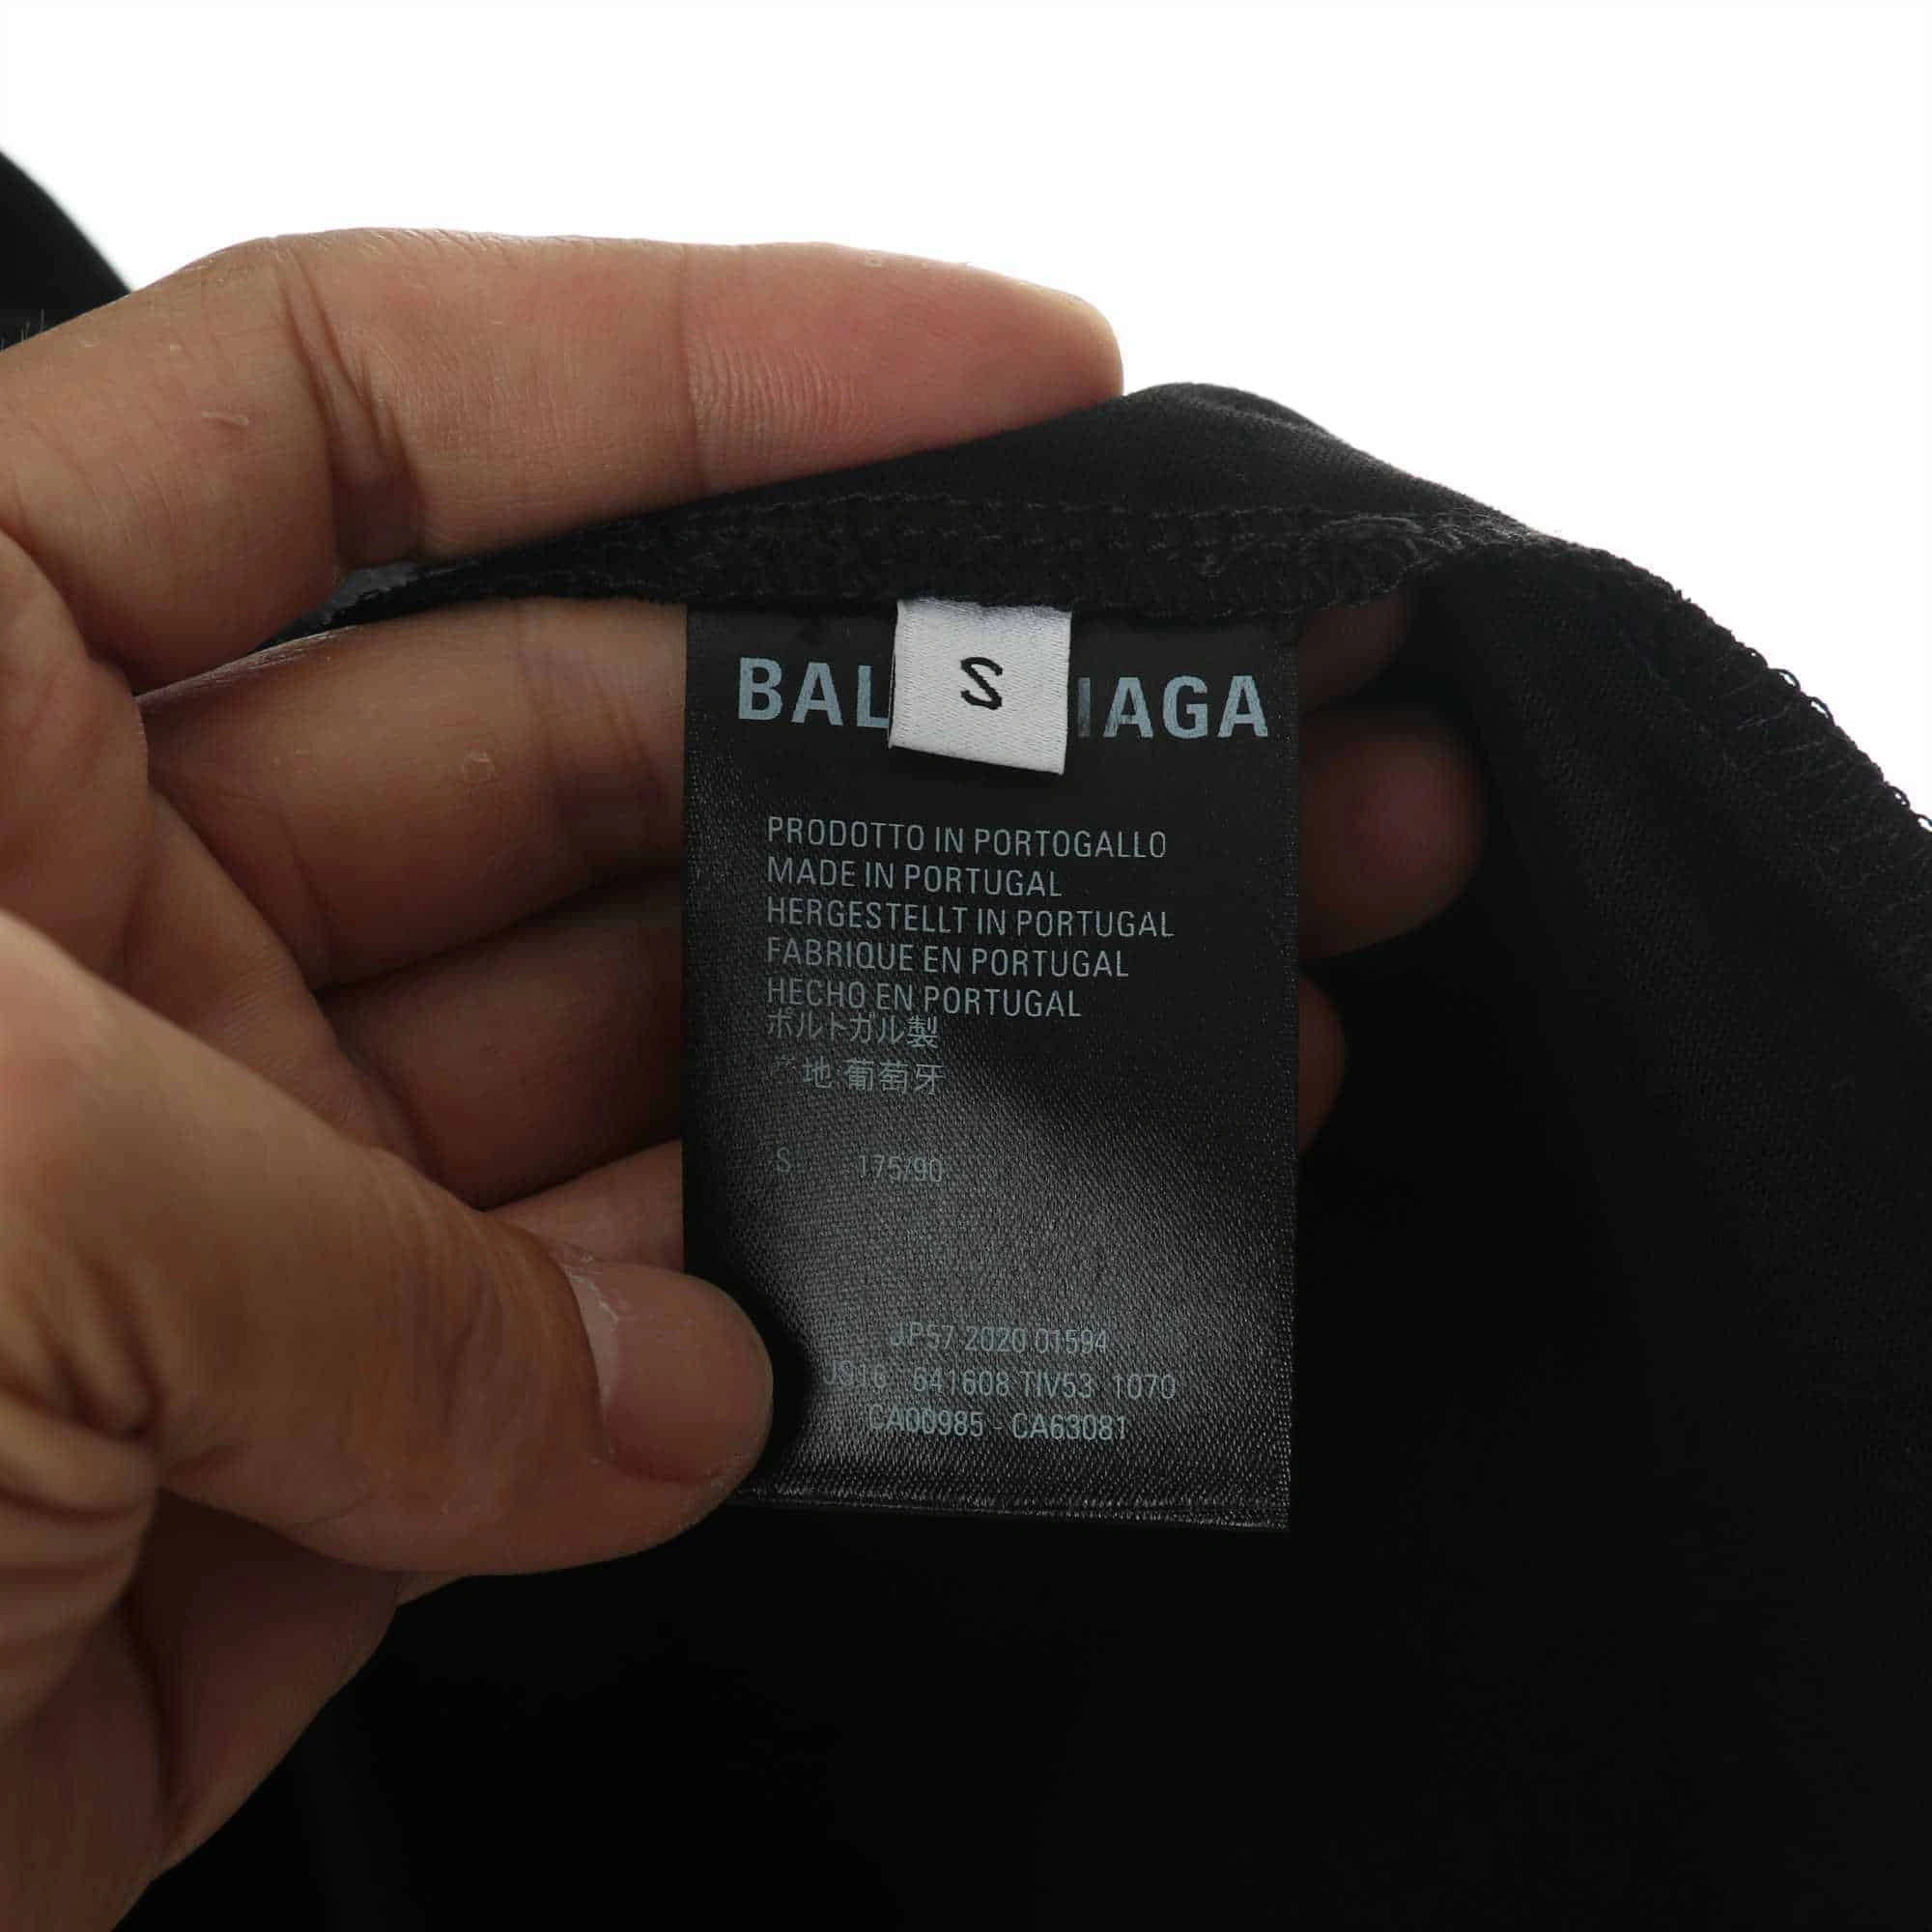 BAL S IAGA
PRODOTTO IN PORTOGALLO
MADE IN PORTUGAL
HERGESTELLT IN PORTUGAL
FABRIQUE EN PORTUGAL
HECHO EN PORTUGAL
ポルトガル製
地:葡萄牙
S 175/90
JP57 2020 01594
JS16 641608 TIV53 1070
CA00985 - CA63081